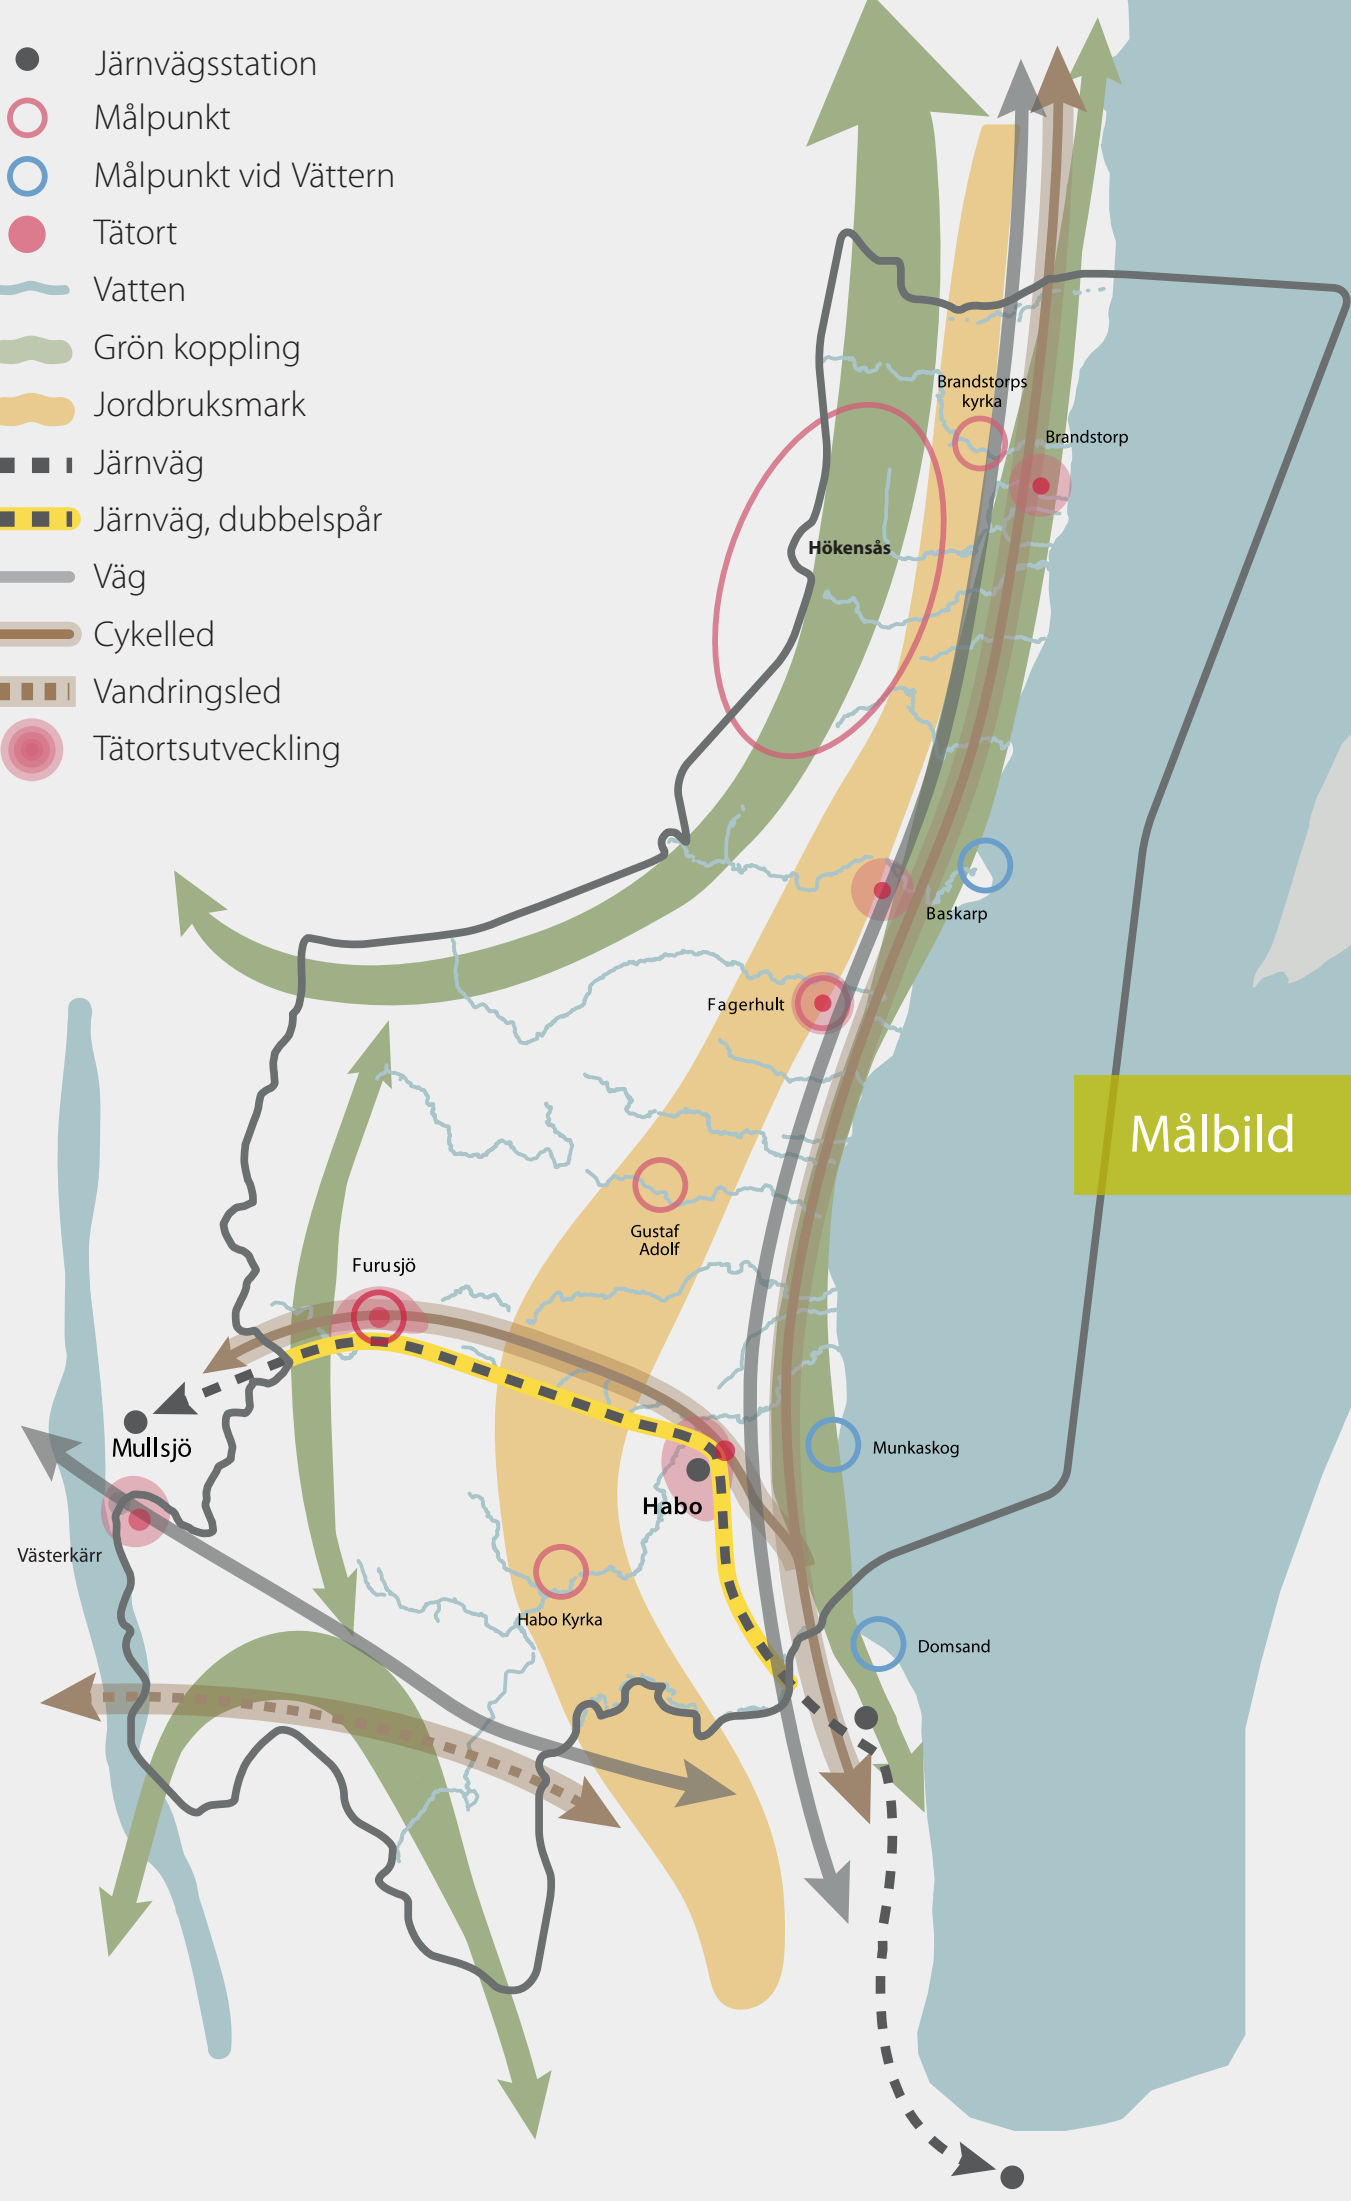 Järnvägsstation
Målpunkt
Målpunkt vid Vättern
Tätort
Vatten
Grön koppling
Jordbruksmark
Järnväg
Järnväg, dubbelspår
Väg
Cykelled
Vandringsled
Tätortsutveckling
Brandstorps
kyrka
Brandstorp
Hökensås
Baskarp
Fagerhult
Målbild
Gustaf
Adolf
Furusjö
Mullsjö
Munkaskog
Habo
Västerkärr
Habo Kyrka
Domsand